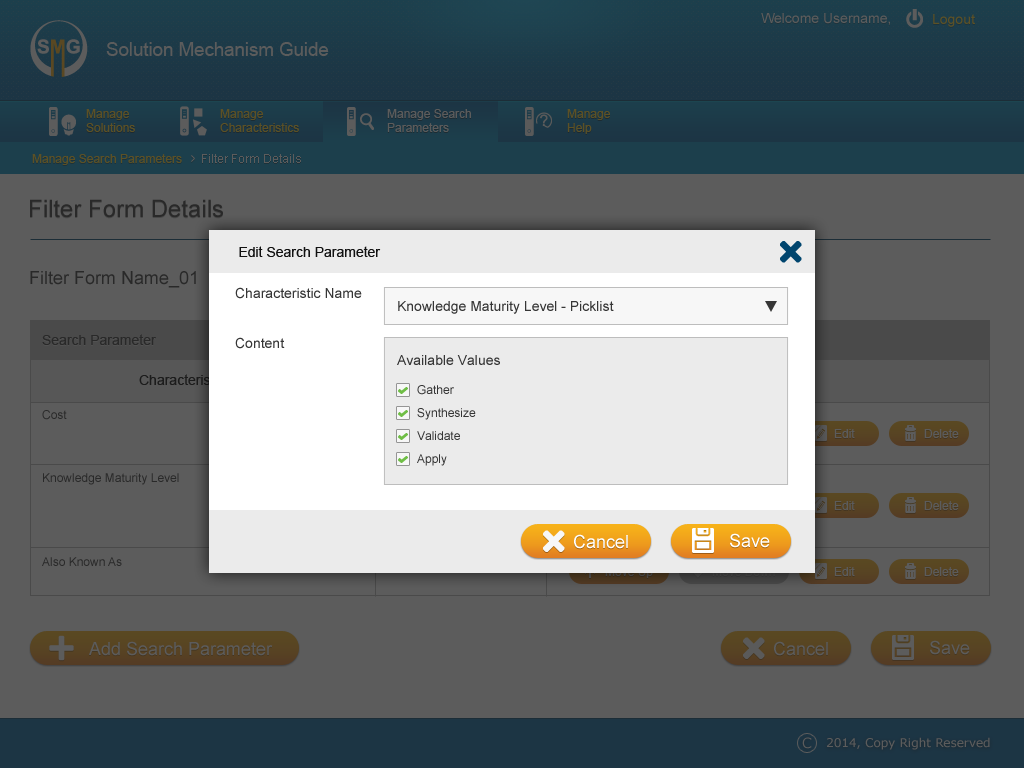 Welcome Username,
Logout
SMG
Solution Mechanism Guide
Manage
Solutions
Manage
Characteristics
Manage Search
Parameters
Manage
Help
Manage Search Parameters > Filter Form Details
Filter Form Details
Edit Search Parameter
Filter Form Name_01
Characteristic Name
Knowledge Maturity Level - Picklist
Content
Available Values
Gather
Synthesize
Validate
Apply
Cancel
Save
Search Parameter
Cost
Edit
Delete
Knowledge Maturity Level
Edit
Delete
Also Known As
Edit
Delete
Add Search Parameter
Cancel
Save
© 2014, Copy Right Reserved